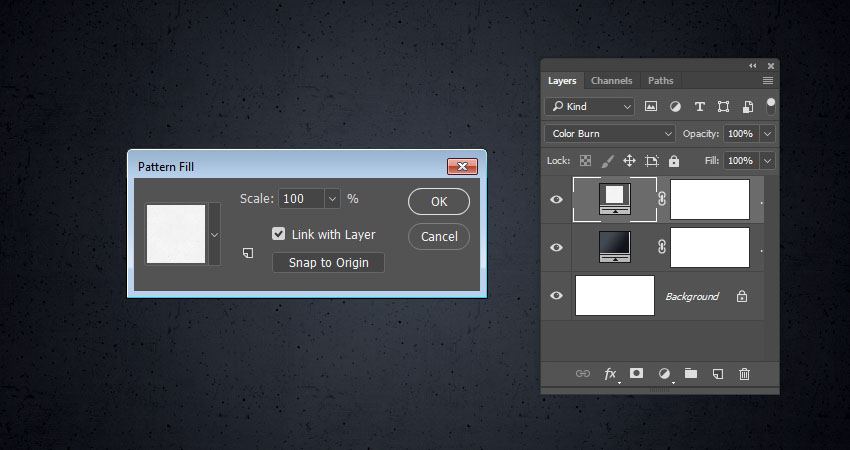 Pattern Fill
Scale: 100 %
OK
Link with Layer
Cancel
Snap to Origin
Layers Channels Paths
Kind
Color Burn Opacity: 100%
Lock: Fill: 100%
Background
fx